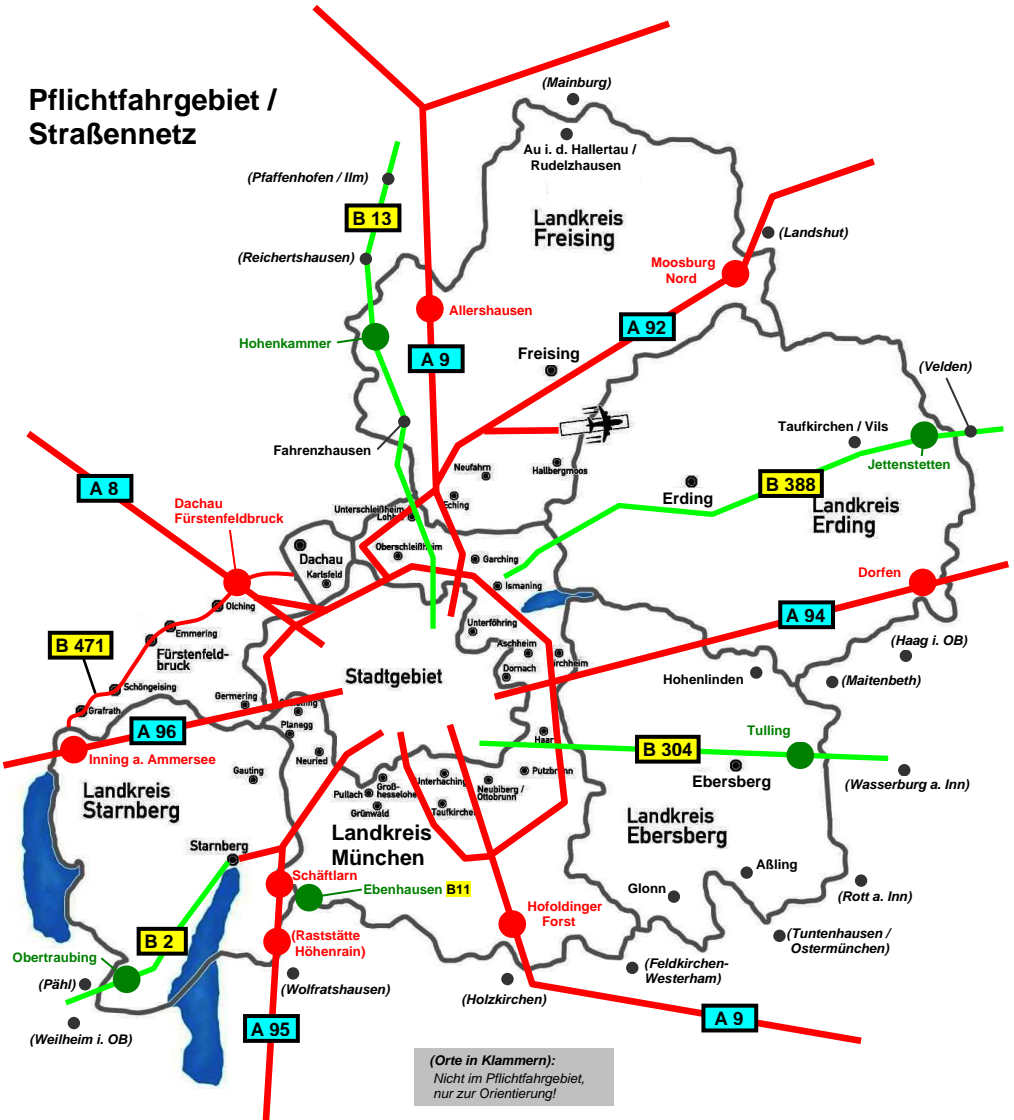 Pflichtfahrgebiet /
Straßennetz
(Mainburg)
Au i. d. Hallertau /
Rudelzhausen
(Pfaffenhofen / Ilm)
B 13
Landkreis
Freising
(Landshut)
(Reichertshausen)
Moosburg
Nord
Allershausen
A 92
Hohenkammer
A 9
Freising
(Velden)
Fahrenzhausen
Taufkirchen / Vils
Jettenstetten
Neufahrn
Hallbergmoos
A 8
B 388
Erding
Landkreis
Erding
Dachau
Fürstenfeldbruck
Eching
Unterschleißheim
Oberschleißheim
Dachau
Karlsfeld
Garching
Ismaning
Dorfen
A 94
Olching
Emmering
Unterföhring
B 471
Fürstenfeld-
bruck
Aschheim
Kirchheim
(Haag i. OB)
Dornach
Stadtgebiet
Hohenlinden
(Maitenbeth)
Schöngeising
Germering
Grafrath
A 96
Planegg
Haar
Tulling
B 304
Inning a. Ammersee
Neuried
Gauting
Putzbrunn
Ebersberg
(Wasserburg a. Inn)
Landkreis
Starnberg
Groß-
hesselohe
Pullach
Unterhaching
Neubiberg /
Ottobrunn
Grünwald
Taufkirchen
Landkreis
Ebersberg
Landkreis
München
Starnberg
Aßling
Schäftlarn
Ebenhausen B11
Glonn
(Rott a. Inn)
Hofoldinger
Forst
B 2
(Raststätte
Höhenrain)
(Tuntenhausen /
Ostermünchen)
Obertraubing
(Pähl)
(Wolfratshausen)
(Feldkirchen-
Westerham)
(Holzkirchen)
A 9
A 95
(Weilheim i. OB)
(Orte in Klammern):
Nicht im Pflichtfahrgebiet,
nur zur Orientierung!